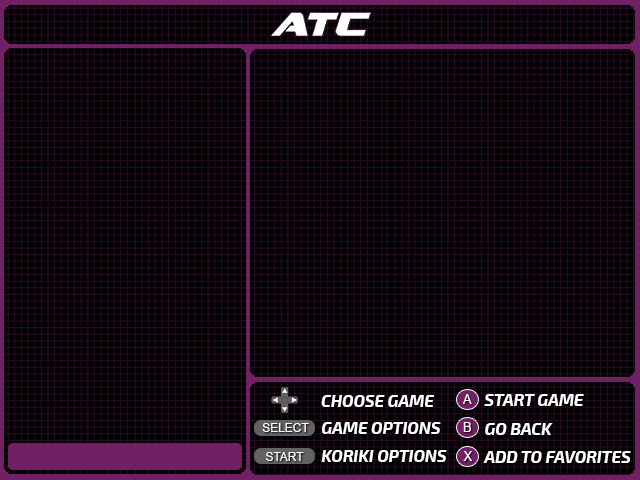 ATC
CHOOSE GAME
A START GAME
SELECT GAME OPTIONS
B GO BACK
START KORIKI OPTIONS
X ADD TO FAVORITES